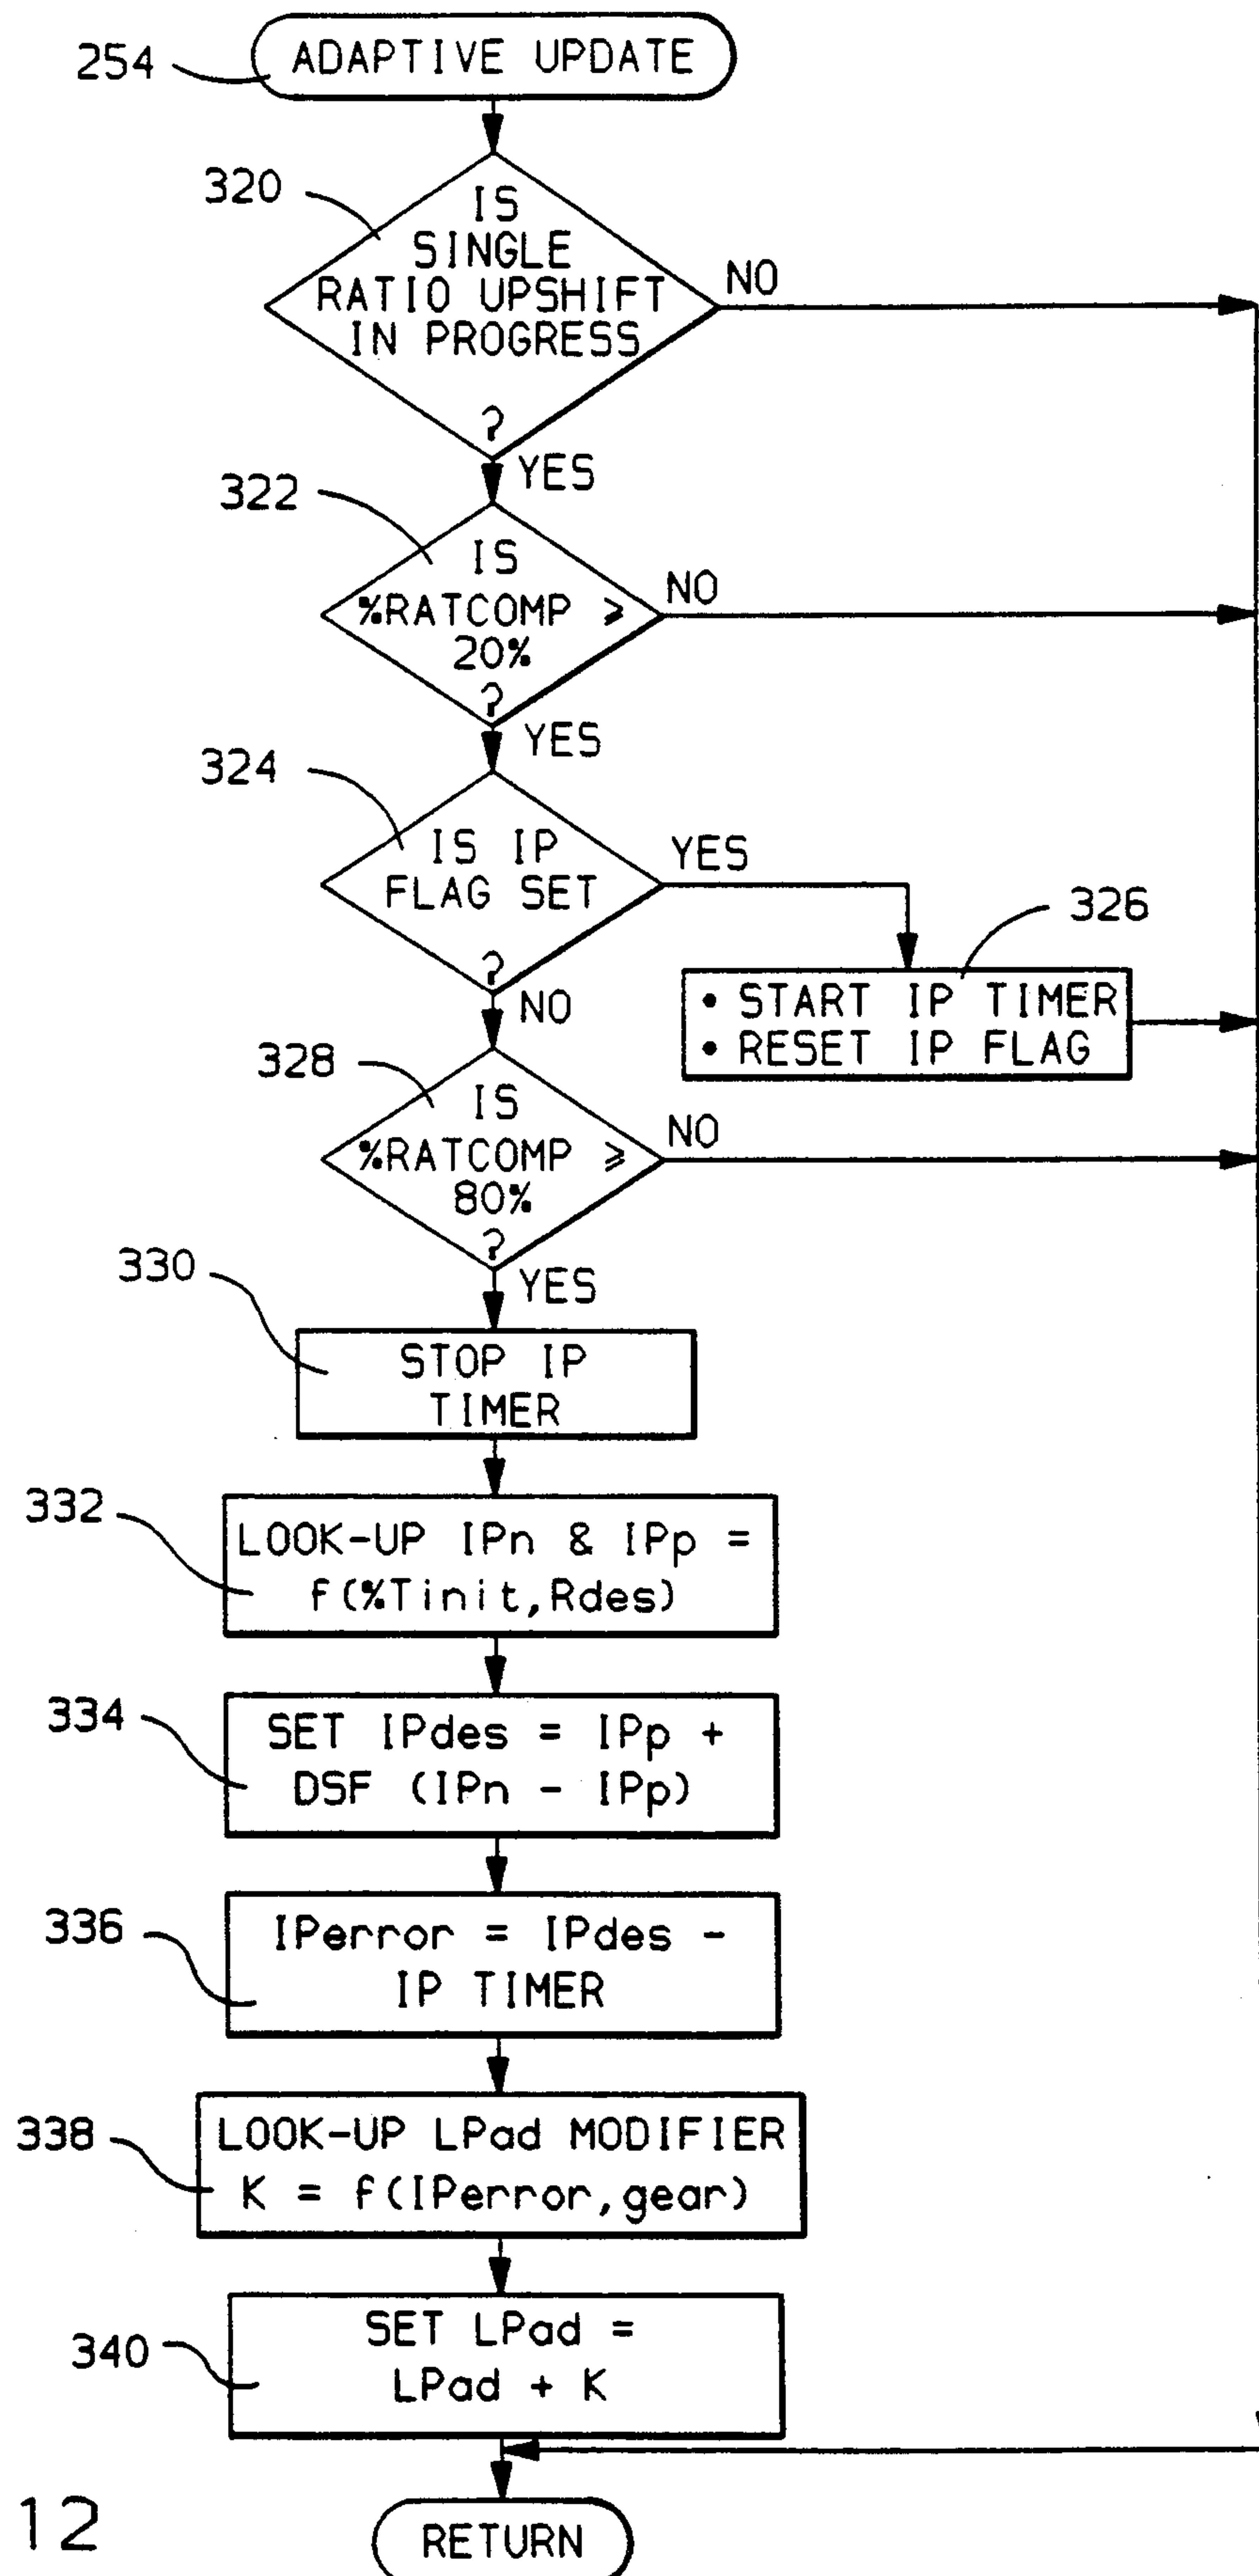 254
ADAPTIVE UPDATE
320
IS
SINGLE
RATIO UPSHIFT
IN PROGRESS
?
NO
YES
322
IS
%RATCOMP ⩾
20%
?
NO
YES
324
IS IP
FLAG SET
?
YES
NO
326
• START IP TIMER
• RESET IP FLAG
328
IS
%RATCOMP ⩾
80%
?
NO
YES
330
STOP IP
TIMER
332
LOOK-UP IPn & IPp =
f(%Tinit,Rdes)
334
SET IPdes = IPp +
DSF (IPn - IPp)
336
IPerror = IPdes -
IP TIMER
338
LOOK-UP LPad MODIFIER
K = f(IPerror,gear)
340
SET LPad =
LPad + K
RETURN
12